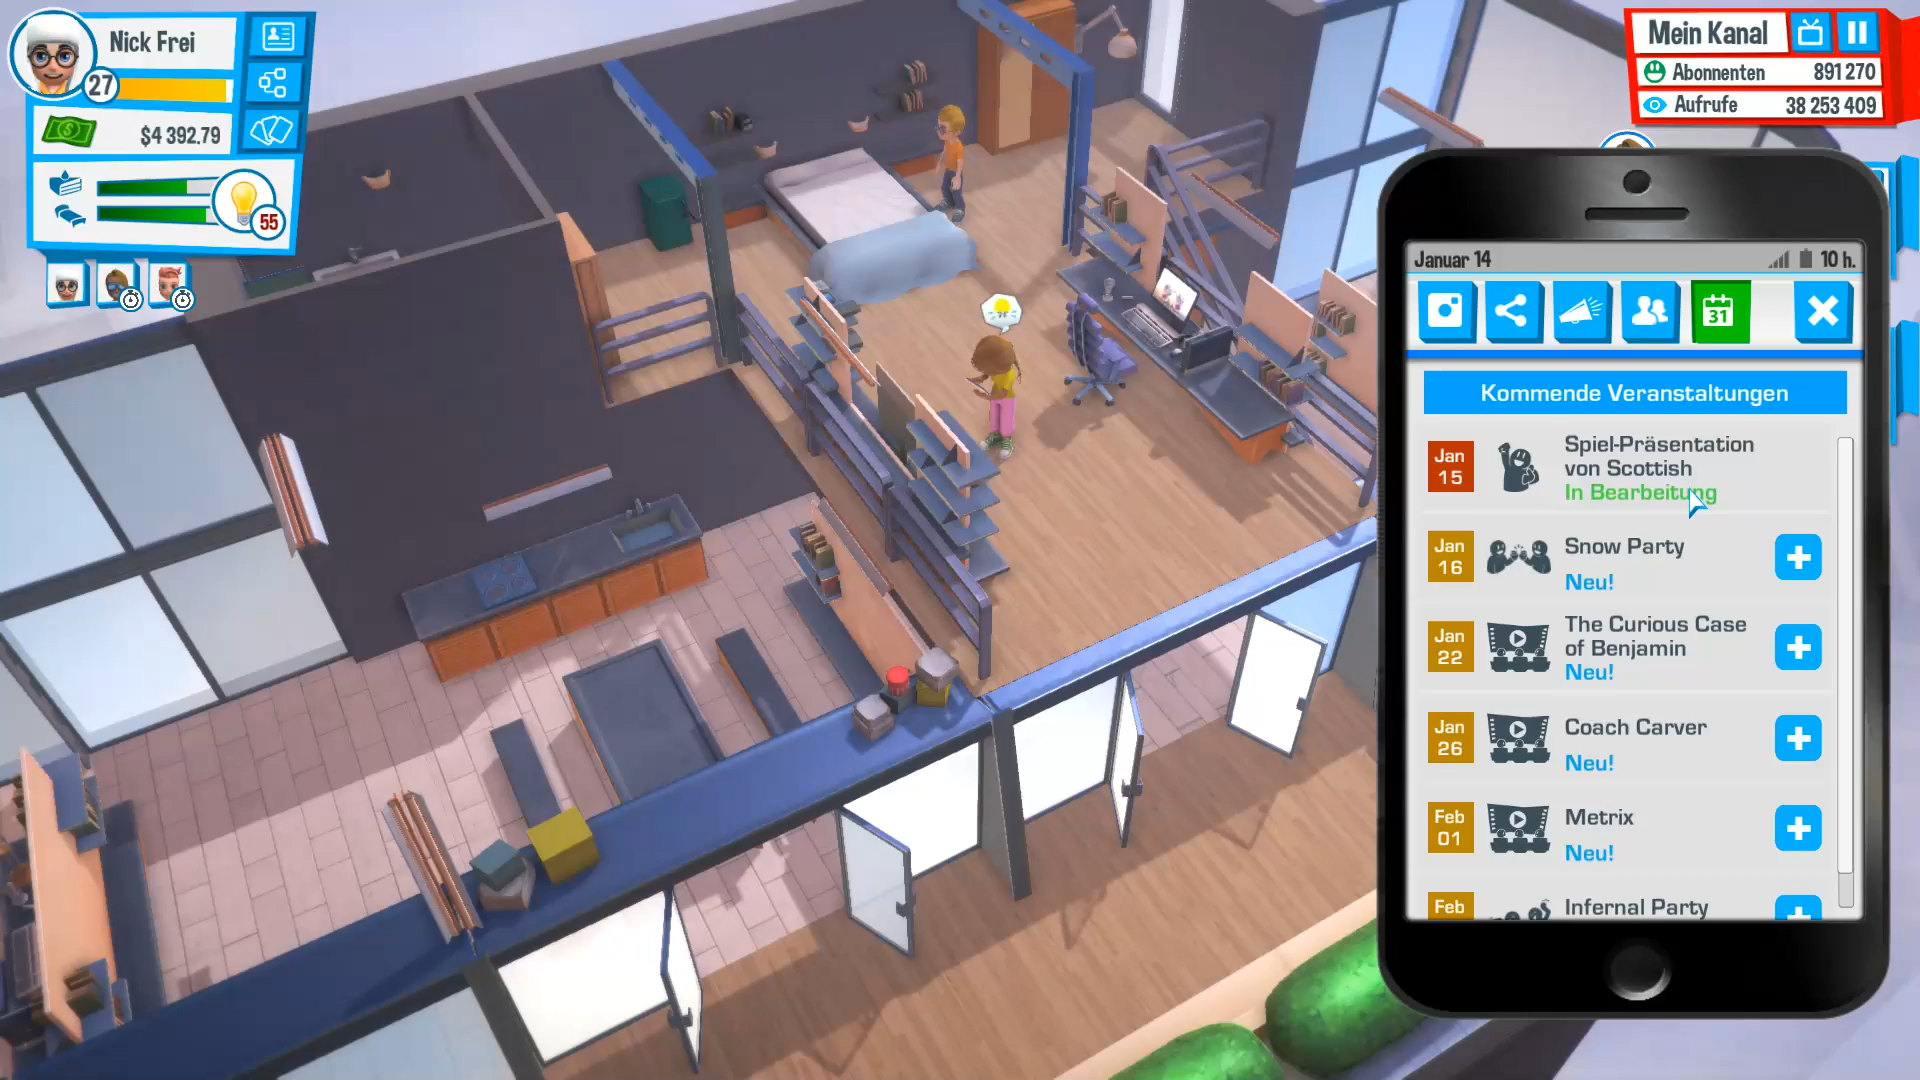 Nick Frei
27
$4 392.79
55
Mein Kanal
Abonnenten 891 270
Aufrufe 38 253 409
Januar 14 10 h.
31
Kommende Veranstaltungen
Jan
15
Spiel-Präsentation
von Scottish
In Bearbeitung
Jan
16
Snow Party
Neu!
Jan
22
The Curious Case
of Benjamin
Neu!
Jan
26
Coach Carver
Neu!
Feb
01
Metrix
Neu!
Feb
Infernal Party